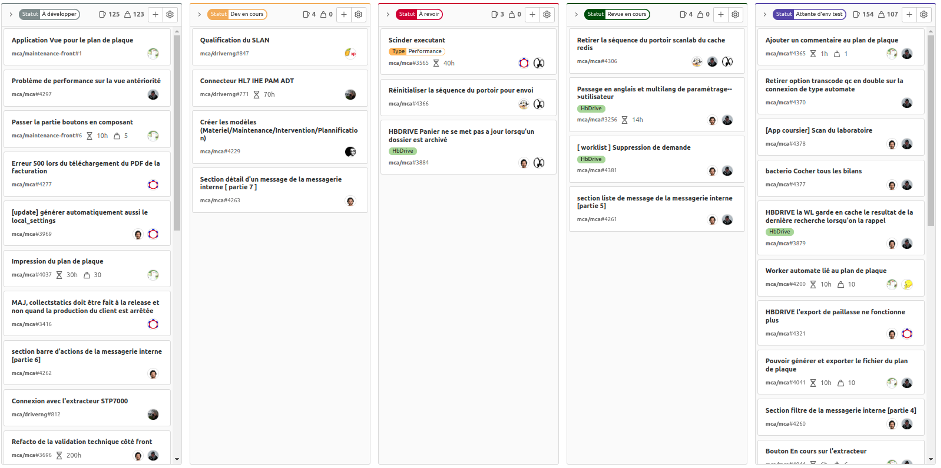 Statut À développer 125 123
Application Vue pour le plan de plaque
mca/maintenance-front#1
Problème de performance sur la vue antériorité
mca/mca#4297
Passer la partie boutons en composant
mca/maintenance-front#6 10h 5
Erreur 500 lors du téléchargement du PDF de la
facturation
mca/mca#4277
[update] générer automatiquement aussi le
local_settings
mca/mca#3969
Impression du plan de plaque
mca/mca#4037 30h 30
MAJ, collectstatics doit être fait à la release et
non quand la production du client est arrêtée
mca/mca#3416
section barre d'actions de la messagerie interne
[partie 6]
mca/mca#4262
Connexion avec l'extracteur STP7000
mca/driverng#812
Refacto de la validation technique côté front
mca/mca#3696 200h
Statut Dev en cours 4 0
Qualification du SLAN
mca/driverng#847
Connecteur HL7 IHE PAM ADT
mca/driverng#771 70h
Créer les modèles
(Materiel/Maintenance/Intervention/Plannificatio
n)
mca/mca#4229
Section détail d'un message de la messagerie
interne [ partie 7 ]
mca/mca#4263
Statut À revoir 3 0
Scinder executant
Type Performance
mca/mca#3565 40h
Réinitialiser la séquence du portoir pour envoi
mca/mca#4366
HBDRIVE Panier ne se met pas a jour lorsqu'un
dossier est archivé
HbDrive
mca/mca#3884
Statut Revue en cours 4 0
Retirer la séquence du portoir scanlab du cache
redis
mca/mca#4306
Passage en anglais et multilang de paramétrage--
>utilisateur
HbDrive
mca/mca#3256 14h
[ worklist ] Suppression de demande
HbDrive
mca/mca#4381
section liste de message de la messagerie interne
[partie 5]
mca/mca#4261
Statut Attente d'env test 154 107
Ajouter un commentaire au plan de plaque
mca/mca#4365 1h 1
Retirer option transcode qc en double sur la
connexion de type automate
mca/mca#4370
[App coursier] Scan du laboratoire
mca/mca#4378
bacterio Cocher tous les bilans
mca/mca#4327
HBDRIVE la WL garde en cache le resultat de la
dernière recherche lorsqu'on la rappel
HbDrive
mca/mca#3879
Worker automate lié au plan de plaque
mca/mca#4200 10h 10
HBDRIVE l'export de paillasse ne fonctionne
plus
mca/mca#4321
Pouvoir générer et exporter le fichier du plan
de plaque
mca/mca#4041 10h 10
Section filtre de la messagerie interne [partie 4]
mca/mca#4260
Bouton En cours sur l'extracteur